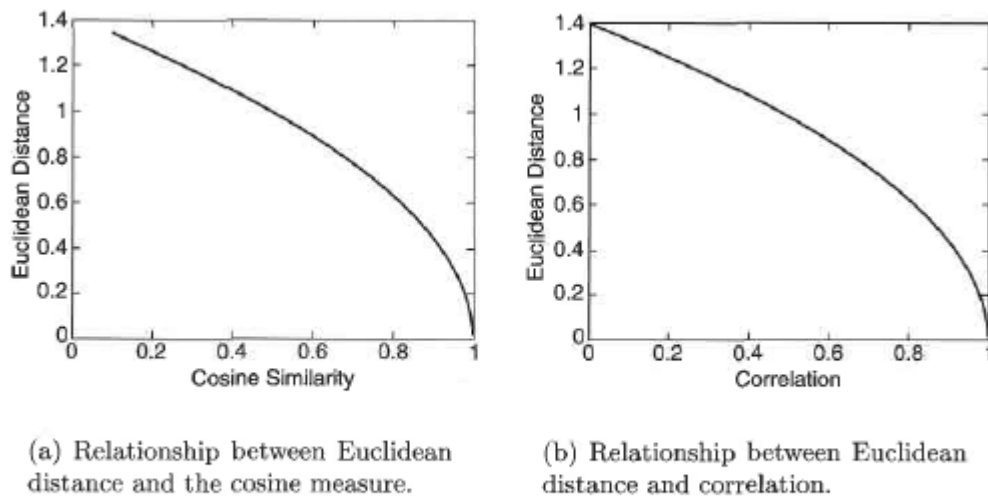 1.4
1.2
1
0.8
0.6
0.4
0.2
0
Euclidean Distance
0 0.2 0.4 0.6 0.8 1
Cosine Similarity
(a) Relationship between Euclidean
distance and the cosine measure.
1.4
1.2
1
0.8
0.6
0.4
0.2
0
Euclidean Distance
0 0.2 0.4 0.6 0.8 1
Correlation
(b) Relationship between Euclidean
distance and correlation.